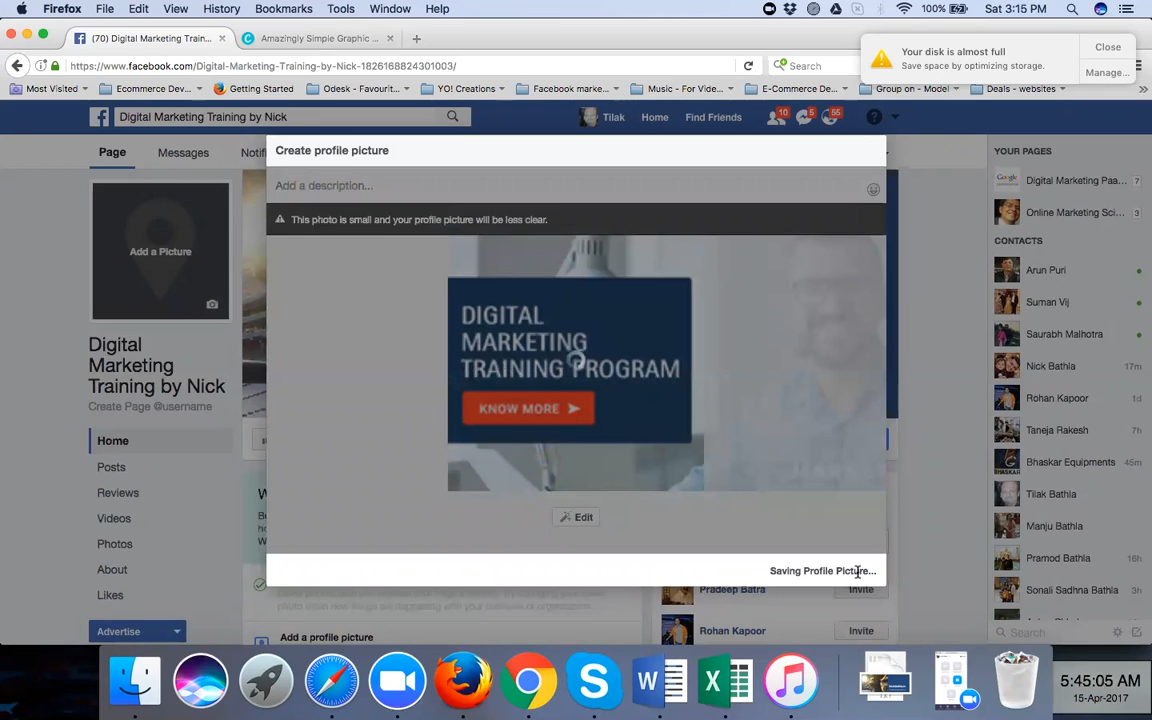 Firefox File Edit View History Bookmarks Tools Window Help
100% Sat 3:15 PM
(70) Digital Marketing Train...
Amazingly Simple Graphic ...
https://www.facebook.com/Digital-Marketing-Training-by-Nick-1826168824301003/
Search
Your disk is almost full
Save space by optimizing storage.
Close
Manage...
Most Visited
Ecommerce Dev...
Getting Started
Odesk - Favourit...
YO! Creations
Facebook marke...
Music - For Vide...
E-Commerce De...
Group on - Model
Deals - websites
Digital Marketing Training by Nick
Tilak Home Find Friends 10 5 55
Page Messages
Create profile picture
Add a description...
This photo is small and your profile picture will be less clear.
Add a Picture
DIGITAL
MARKETING
TRAINING PROGRAM
KNOW MORE
Edit
Saving Profile Picture...
Digital
Marketing
Training by Nick
Create Page @username
Home
Posts
Reviews
Videos
Photos
About
Likes
Advertise
Add a profile picture
Pradeep Batra Invite
Rohan Kapoor Invite
YOUR PAGES
Digital Marketing Paa... 7
Online Marketing Sci... 3
CONTACTS
Arun Puri
Suman Vij
Saurabh Malhotra
Nick Bathla 17m
Rohan Kapoor 1d
Taneja Rakesh 7h
Bhaskar Equipments 45m
Tilak Bathla
Manju Bathla
Pramod Bathla 16h
Sonali Sadhna Bathla 3h
Search
5:45:05 AM
15-Apr-2017